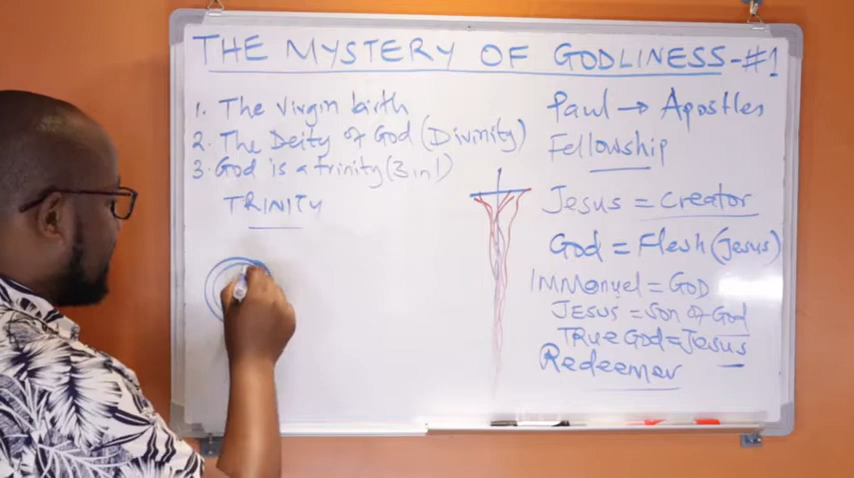 THE MYSTERY OF GODLINESS-#1
1. The Virgin birth
2. The Deity of God (Divinity)
3. God is a trinity (3 in 1)
TRINITY
Paul → Apostles
Fellowship
Jesus = Creator
God = Flesh (Jesus)
Immanuel = GOD
JESUS = Son of God
TRUE GOD = Jesus
Redeemer